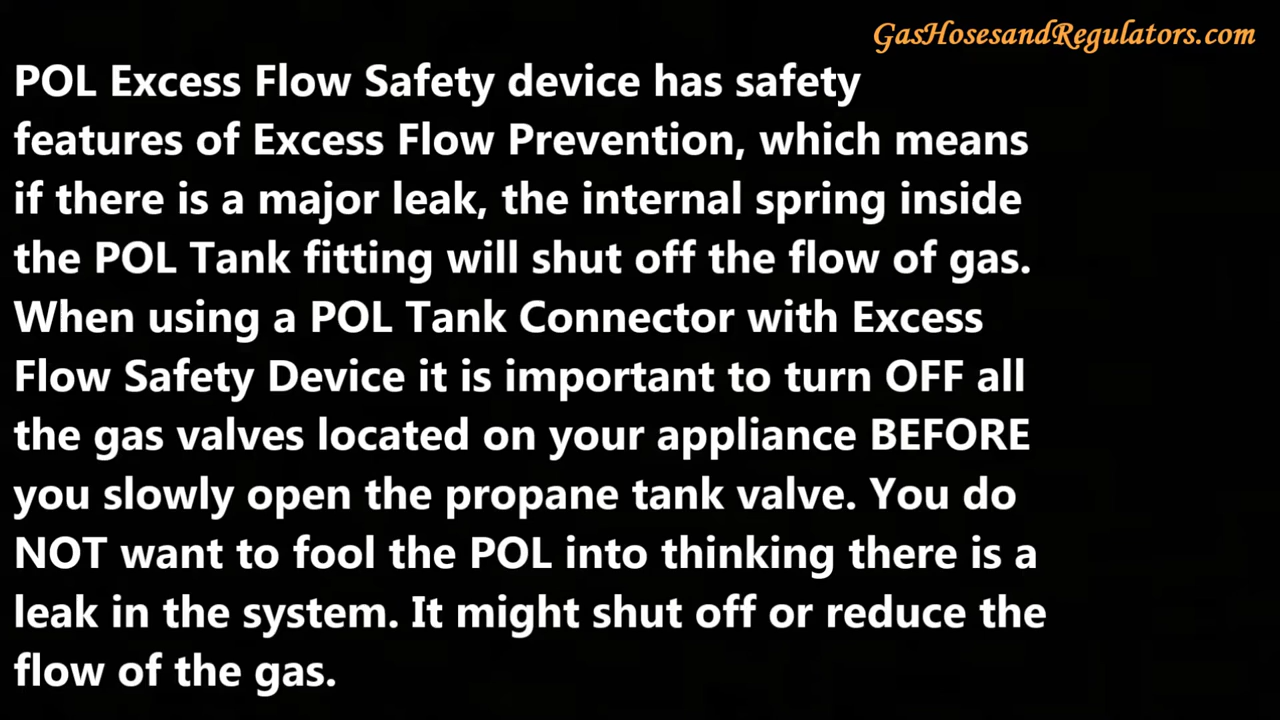 GasHosesandRegulators.com
POL Excess Flow Safety device has safety
features of Excess Flow Prevention, which means
if there is a major leak, the internal spring inside
the POL Tank fitting will shut off the flow of gas.
When using a POL Tank Connector with Excess
Flow Safety Device it is important to turn OFF all
the gas valves located on your appliance BEFORE
you slowly open the propane tank valve. You do
NOT want to fool the POL into thinking there is a
leak in the system. It might shut off or reduce the
flow of the gas.